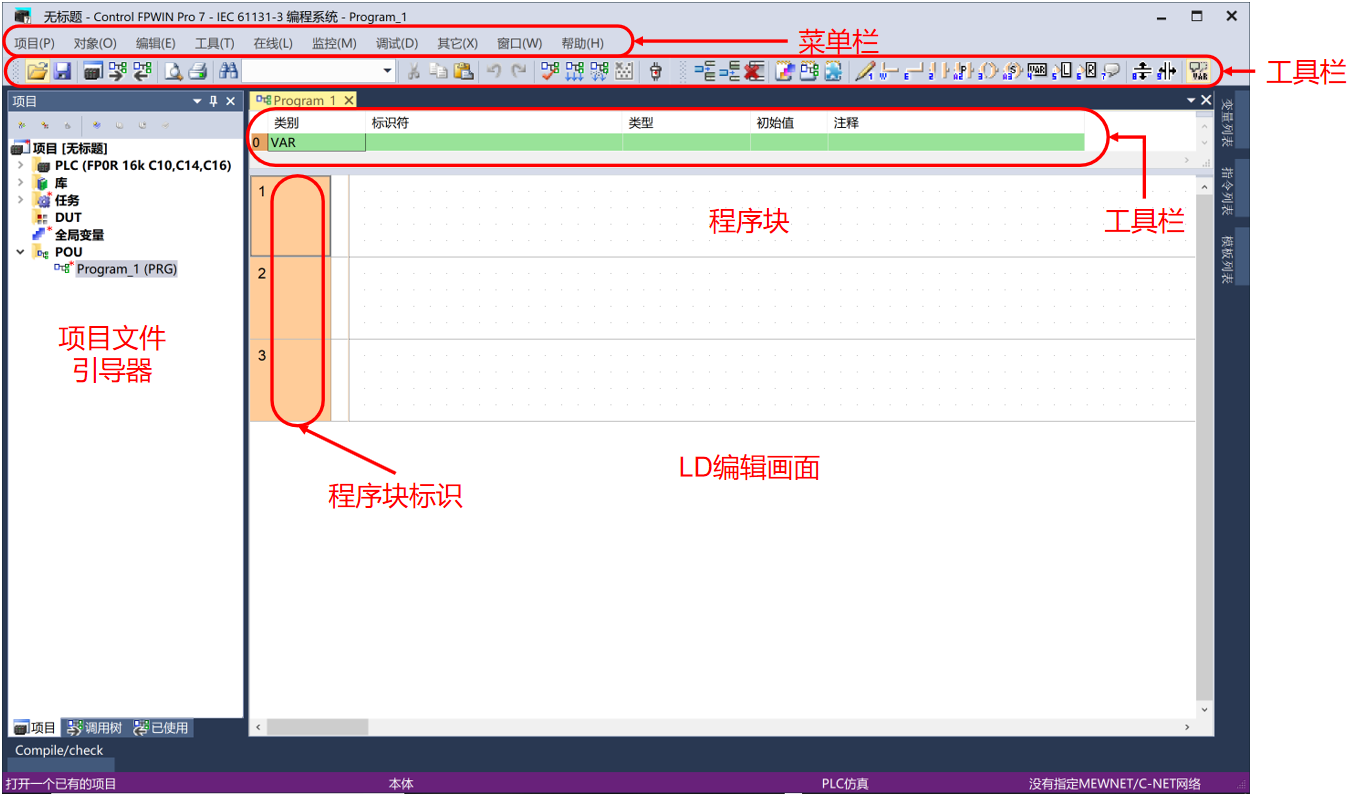 无标题 - Control FPWIN Pro 7 - IEC 61131-3 编程系统 - Program_1
项目(P) 对象(O) 编辑(E) 工具(T) 在线(L) 监控(M) 调试(D) 其它(X) 窗口(W) 帮助(H)
菜单栏
工具栏
项目
Program_1
类别 标识符 类型 初始值 注释
0 VAR
变量列表
指令列表
模板列表
项目 [无标题]
PLC (FP0R 16k C10,C14,C16)
库
任务
DUT
全局变量
POU
Program_1 (PRG)
1
程序块
工具栏
2
3
项目文件
引导器
LD编辑画面
程序块标识
项目 调用树 已使用
Compile/check
打开一个已有的项目 本体 PLC仿真 没有指定MEWNET/C-NET网络